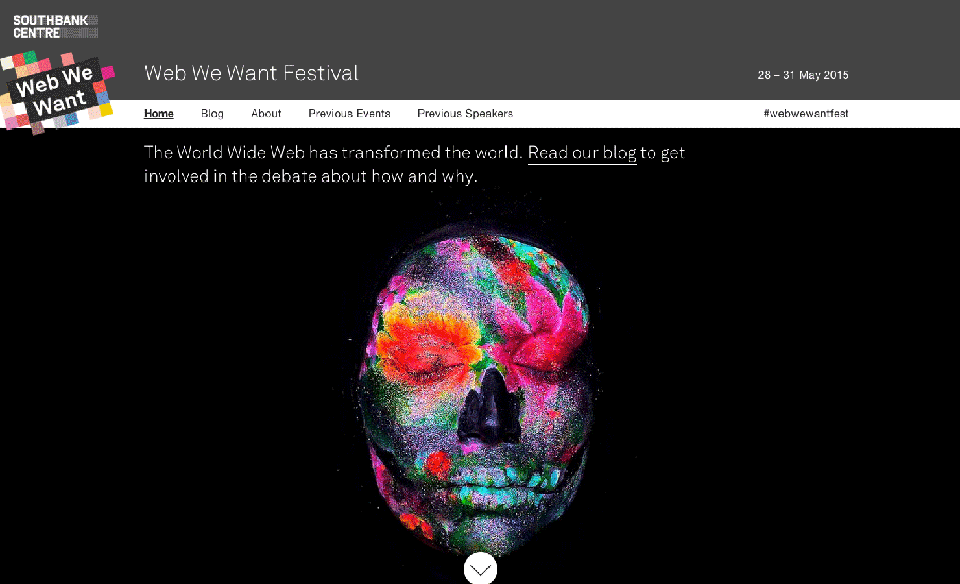 SOUTHBANK
CENTRE
Web We
Want
Web We Want Festival
28 – 31 May 2015
Home Blog About Previous Events Previous Speakers #webwewantfest
The World Wide Web has transformed the world. Read our blog to get
involved in the debate about how and why.